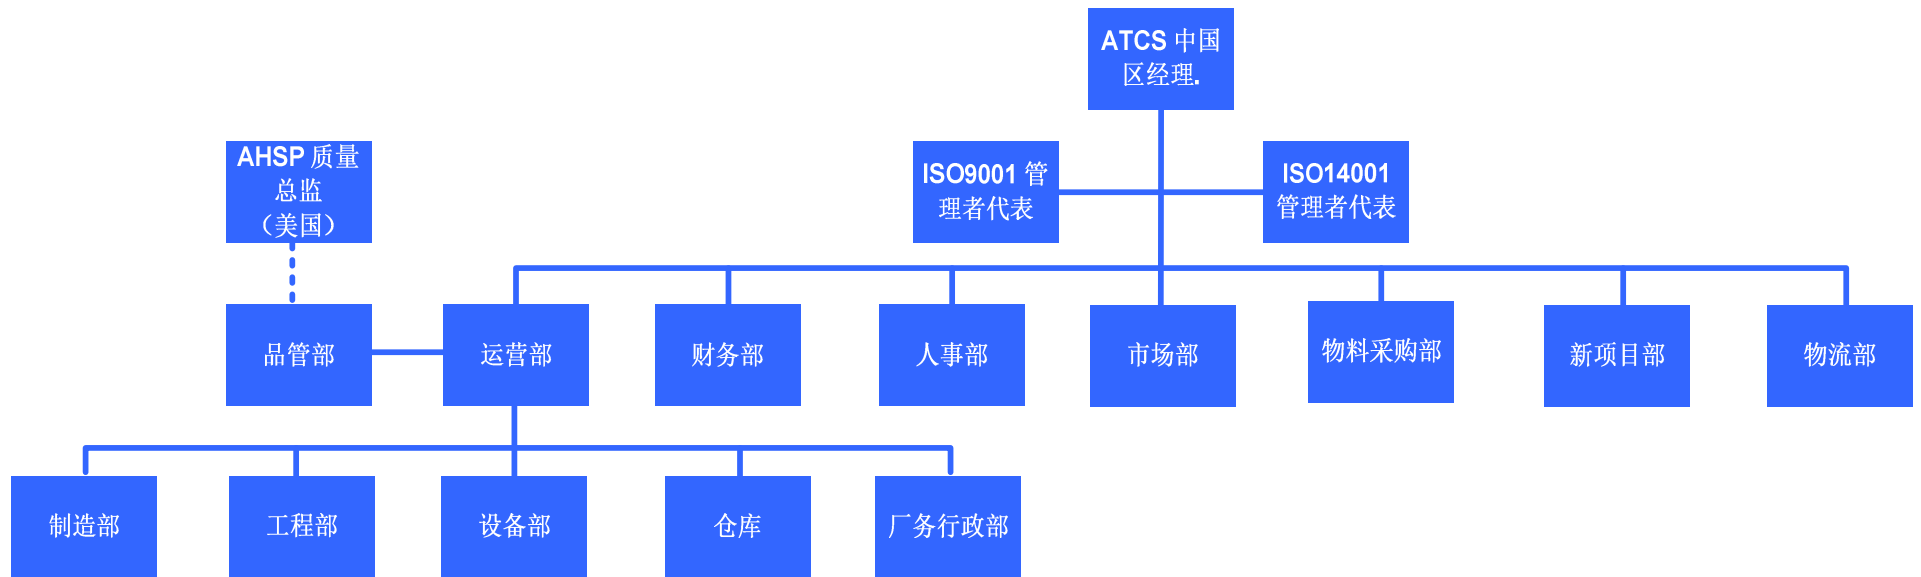 ATCS 中国
区经理.
AHSP 质量
总监
（美国）
ISO9001 管
理者代表
ISO14001
管理者代表
品管部
运营部
财务部
人事部
市场部
物料采购部
新项目部
物流部
制造部
工程部
设备部
仓库
厂务行政部